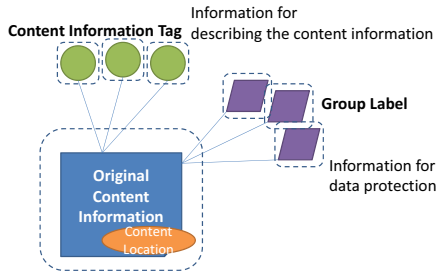 Information for
describing the content information
Content Information Tag
Group Label
Information for
data protection
Original
Content
Information
Content
Location